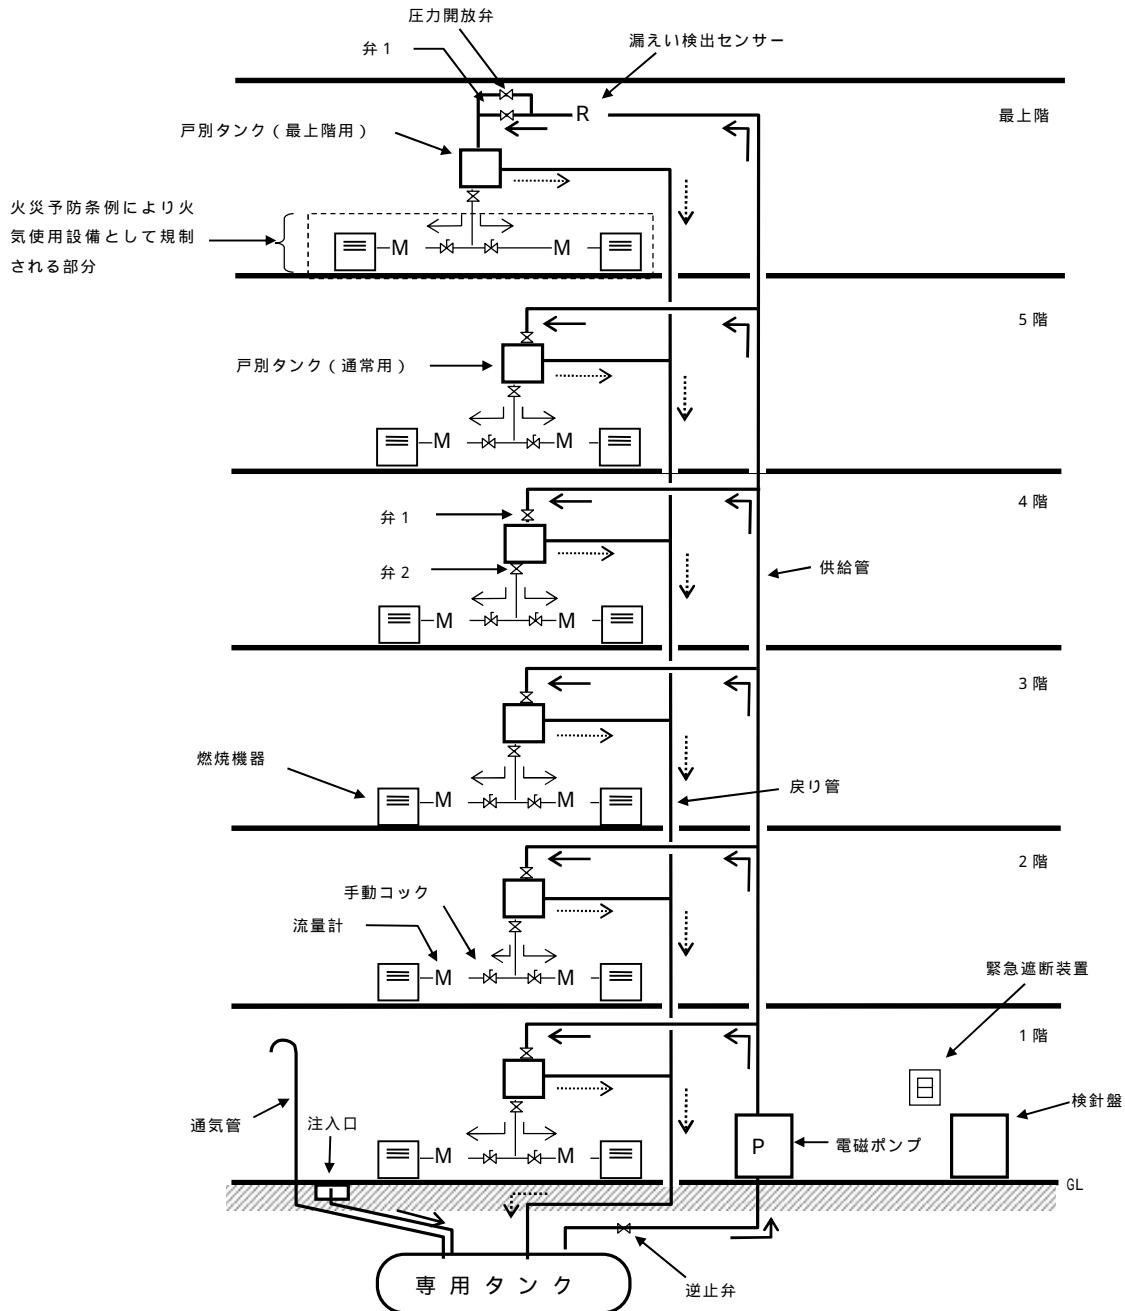 圧力開放弁
弁1
漏えい検出センサー
最上階
R
戸別タンク(最上階用)
火災予防条例により火
気使用設備として規制
される部分
M M
5階
戸別タンク(通常用)
M M
4階
弁1
弁2
供給管
M M
3階
燃焼機器
戻り管
M M
2階
手動コック
流量計
M M
緊急遮断装置
1階
通気管
注入口
検針盤
P
電磁ポンプ
M M
GL
専用タンク
逆止弁